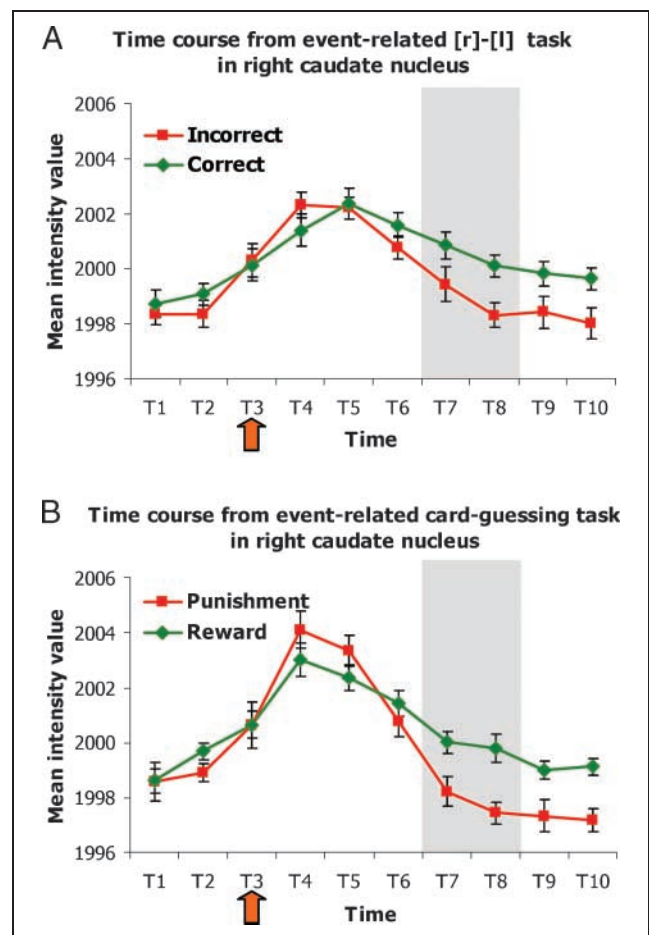 A Time course from event-related [r]-[l] task
in right caudate nucleus
Mean intensity value
2006
2004
2002
2000
1998
1996
Incorrect
Correct
T1 T2 T3 T4 T5 T6 T7 T8 T9 T10
Time
B Time course from event-related card-guessing task
in right caudate nucleus
Mean intensity value
2006
2004
2002
2000
1998
1996
Punishment
Reward
T1 T2 T3 T4 T5 T6 T7 T8 T9 T10
Time